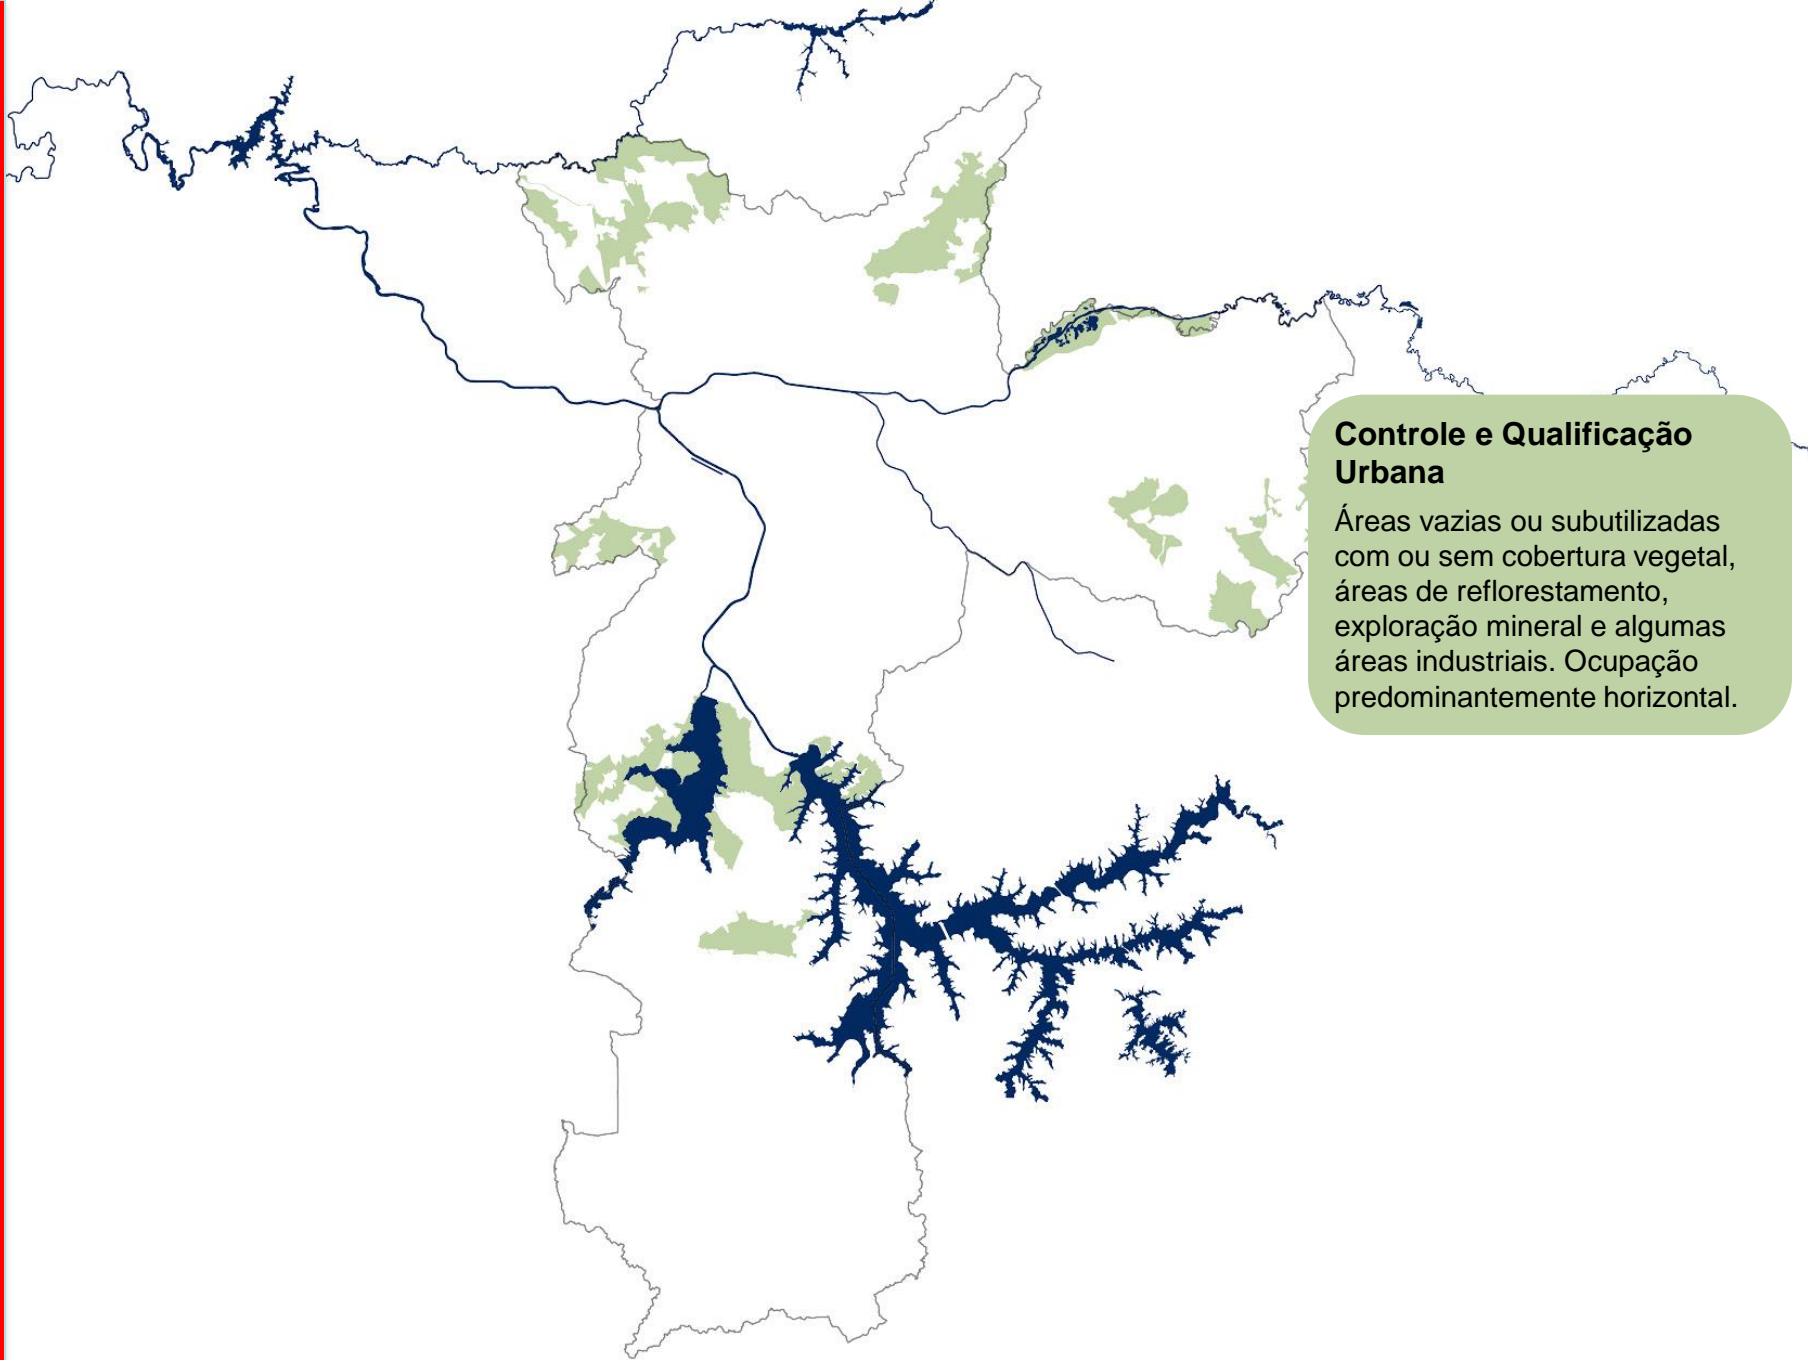 Controle e Qualificação
Urbana
Áreas vazias ou subutilizadas
com ou sem cobertura vegetal,
áreas de reflorestamento,
exploração mineral e algumas
áreas industriais. Ocupação
predominantemente horizontal.